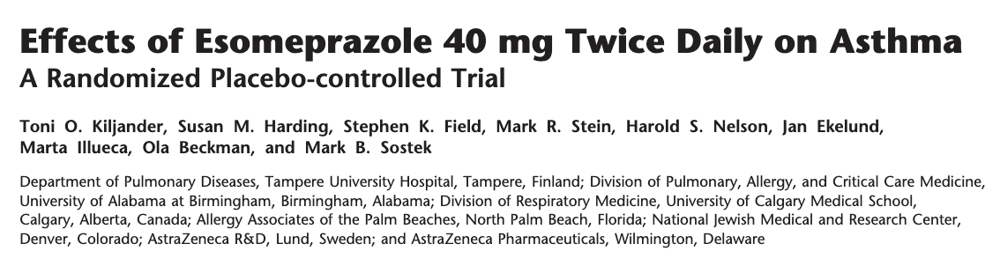 Effects of Esomeprazole 40 mg Twice Daily on Asthma
A Randomized Placebo-controlled Trial
Toni O. Kiljander, Susan M. Harding, Stephen K. Field, Mark R. Stein, Harold S. Nelson, Jan Ekelund,
Marta Illueca, Ola Beckman, and Mark B. Sostek
Department of Pulmonary Diseases, Tampere University Hospital, Tampere, Finland; Division of Pulmonary, Allergy, and Critical Care Medicine,
University of Alabama at Birmingham, Birmingham, Alabama; Division of Respiratory Medicine, University of Calgary Medical School,
Calgary, Alberta, Canada; Allergy Associates of the Palm Beaches, North Palm Beach, Florida; National Jewish Medical and Research Center,
Denver, Colorado; AstraZeneca R&D, Lund, Sweden; and AstraZeneca Pharmaceuticals, Wilmington, Delaware